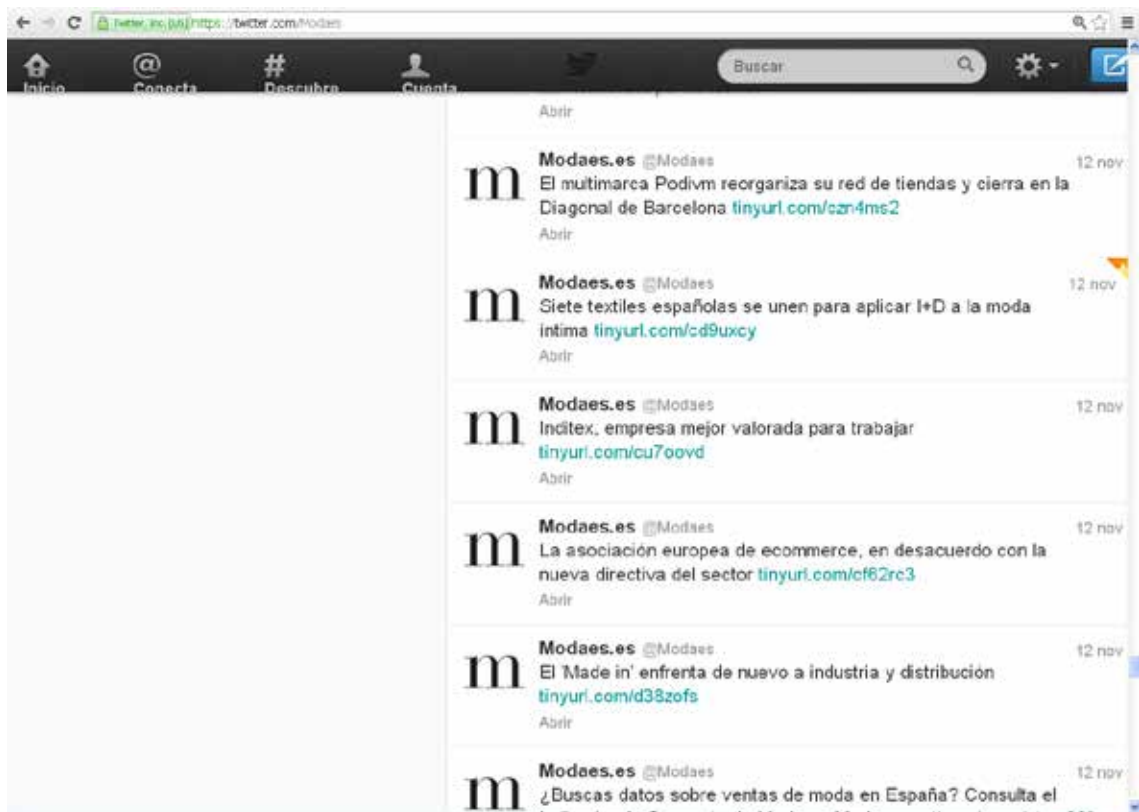 Twitter, Inc. [US] https://twitter.com/Modaes
Inicio
Conecta
Descubre
Cuenta
Buscar
Abrir
Modaes.es @Modaes 12 nov
El multimarca Podivm reorganiza su red de tiendas y cierra en la
Diagonal de Barcelona tinyurl.com/czn4ms2
Abrir
Modaes.es @Modaes 12 nov
Siete textiles españolas se unen para aplicar I+D a la moda
íntima tinyurl.com/cd9uxcy
Abrir
Modaes.es @Modaes 12 nov
Inditex, empresa mejor valorada para trabajar
tinyurl.com/cu7oovd
Abrir
Modaes.es @Modaes 12 nov
La asociación europea de ecommerce, en desacuerdo con la
nueva directiva del sector tinyurl.com/cf62rc3
Abrir
Modaes.es @Modaes 12 nov
El 'Made in' enfrenta de nuevo a industria y distribución
tinyurl.com/d38zofs
Abrir
Modaes.es @Modaes 12 nov
¿Buscas datos sobre ventas de moda en España? Consulta el